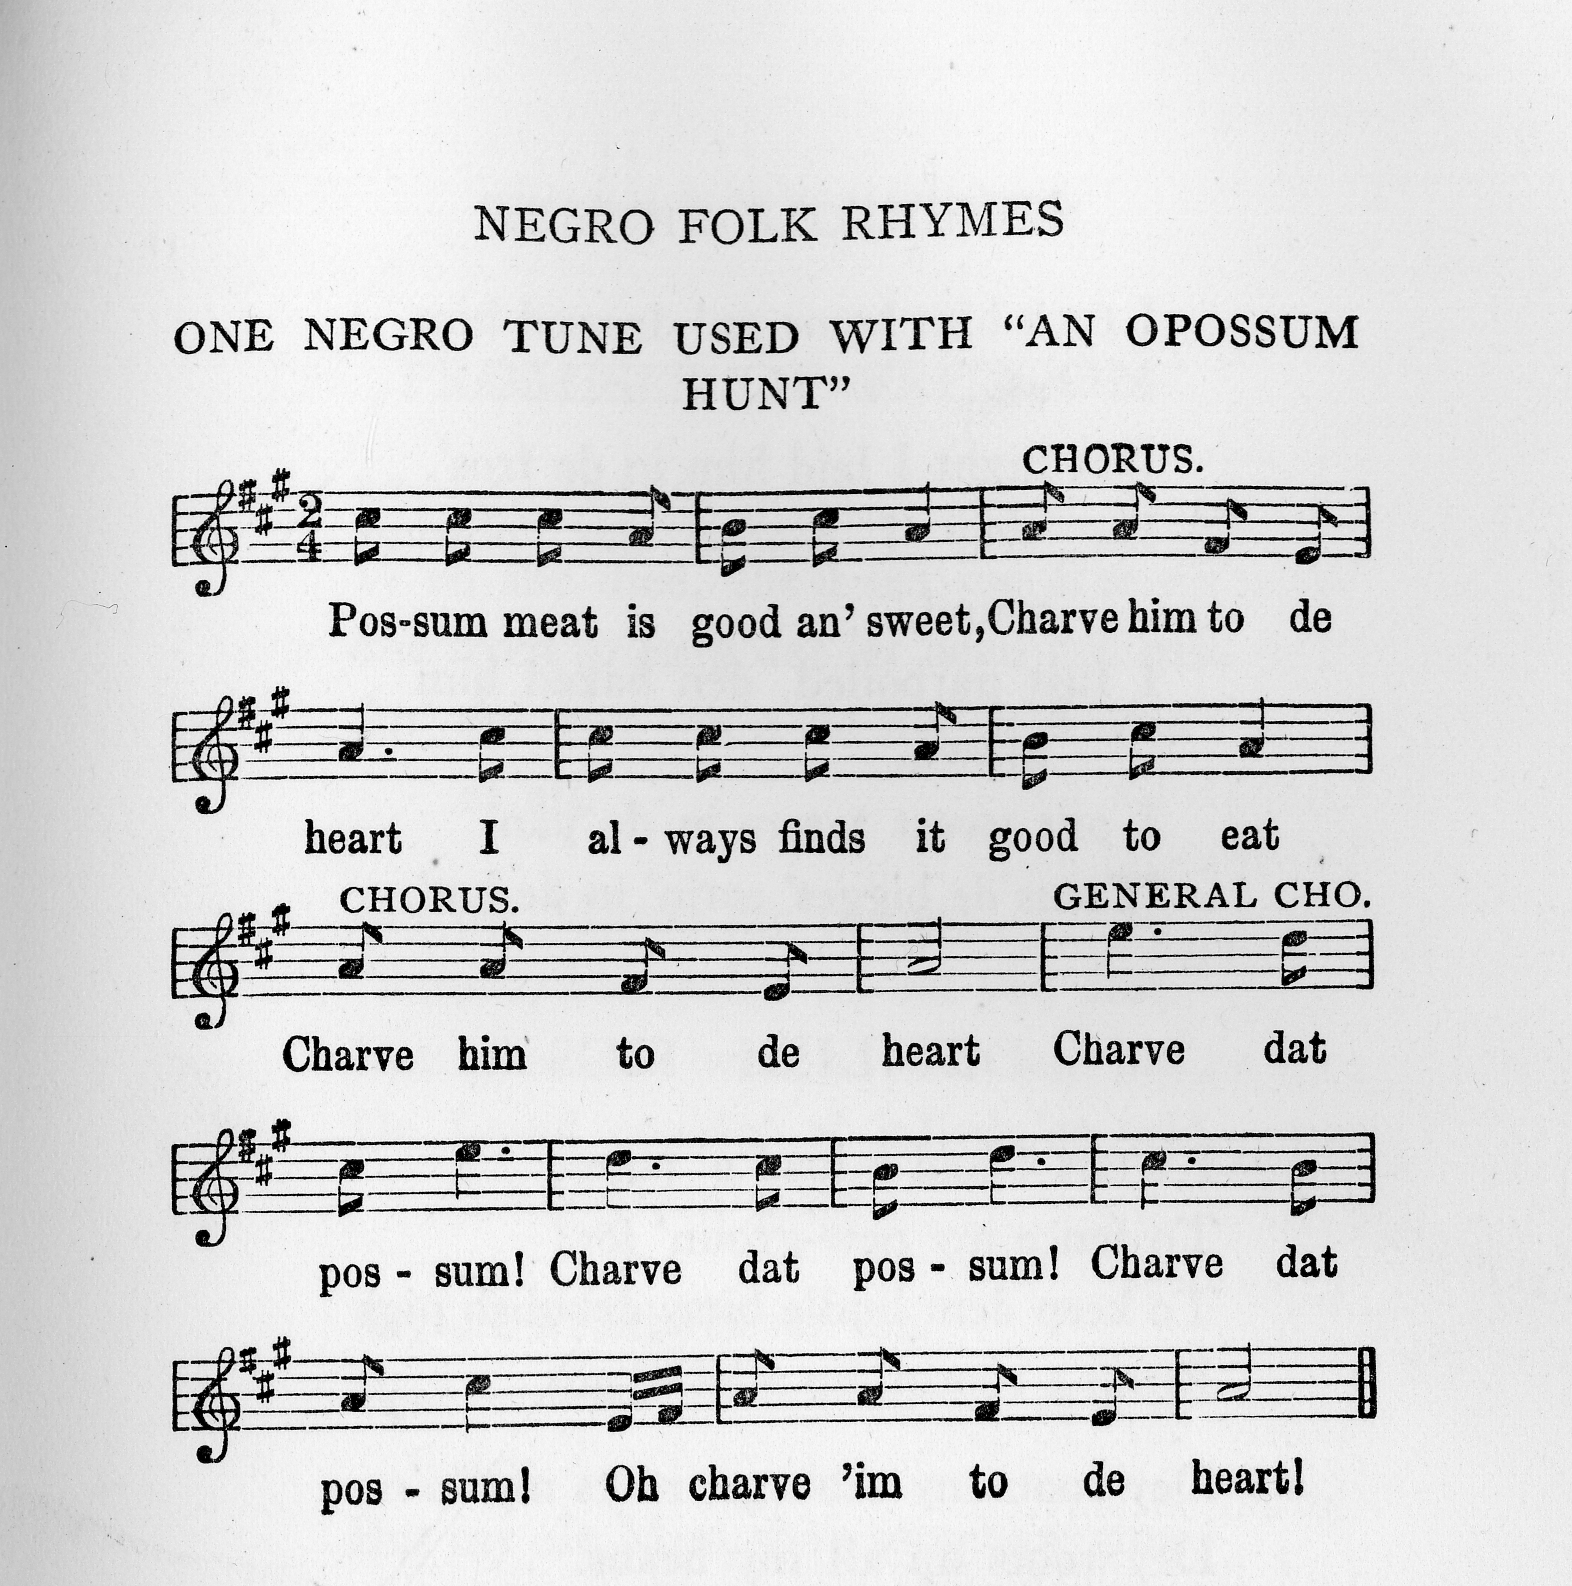 NEGRO FOLK RHYMES
ONE NEGRO TUNE USED WITH “AN OPOSSUM
HUNT”
CHORUS.
2
4
Pos-sum meat is good an’ sweet, Charve him to de
heart I al - ways finds it good to eat
CHORUS. GENERAL CHO.
Charve him to de heart Charve dat
pos - sum! Charve dat pos - sum! Charve dat
pos - sum! Oh charve ’im to de heart!